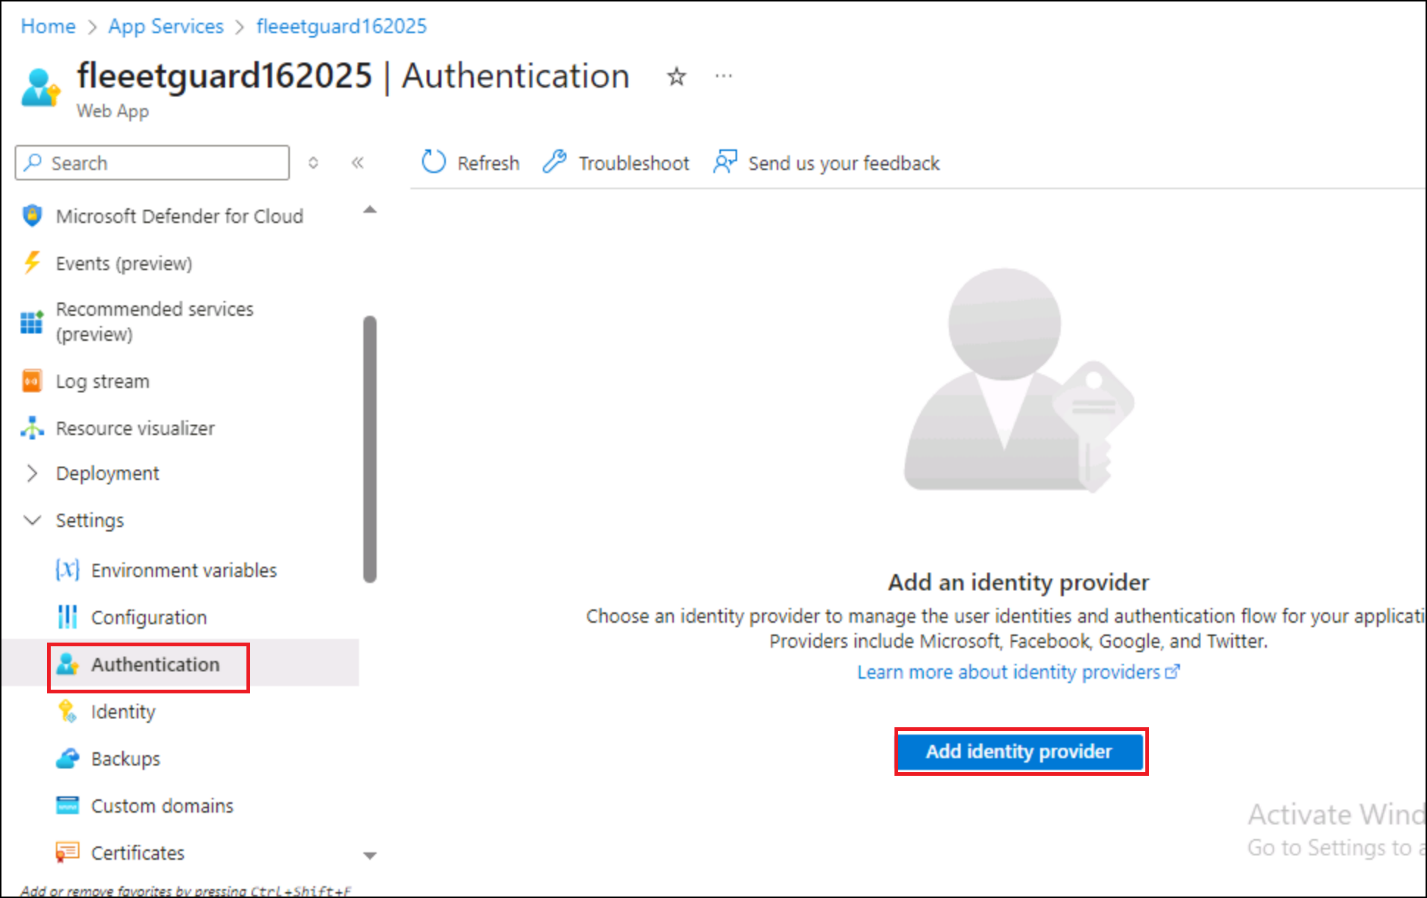 Home > App Services > fleeetguard162025
fleeetguard162025 | Authentication ☆ ...
Web App
Search
Refresh Troubleshoot Send us your feedback
Microsoft Defender for Cloud
Events (preview)
Recommended services
(preview)
Log stream
Resource visualizer
Deployment
Settings
Environment variables
Configuration
Authentication
Identity
Backups
Custom domains
Certificates
Add or remove favorites by pressing Ctrl+Shift+F
Add an identity provider
Choose an identity provider to manage the user identities and authentication flow for your applicati
Providers include Microsoft, Facebook, Google, and Twitter.
Learn more about identity providers
Add identity provider
Activate Wind
Go to Settings to a